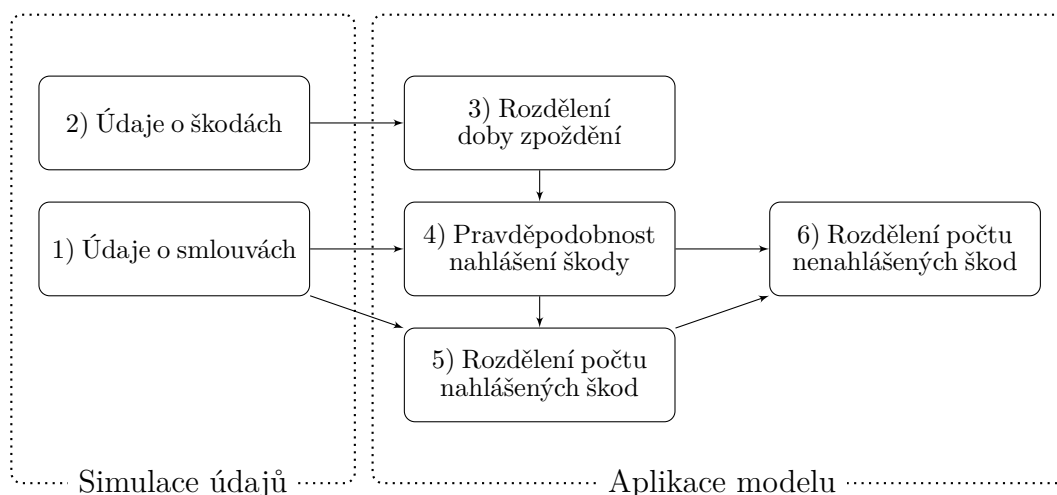 2) Údaje o škodách
3) Rozdělení
doby zpoždění
1) Údaje o smlouvách
4) Pravděpodobnost
nahlášení škody
6) Rozdělení počtu
nenahlášených škod
5) Rozdělení počtu
nahlášených škod
Simulace údajů
Aplikace modelu